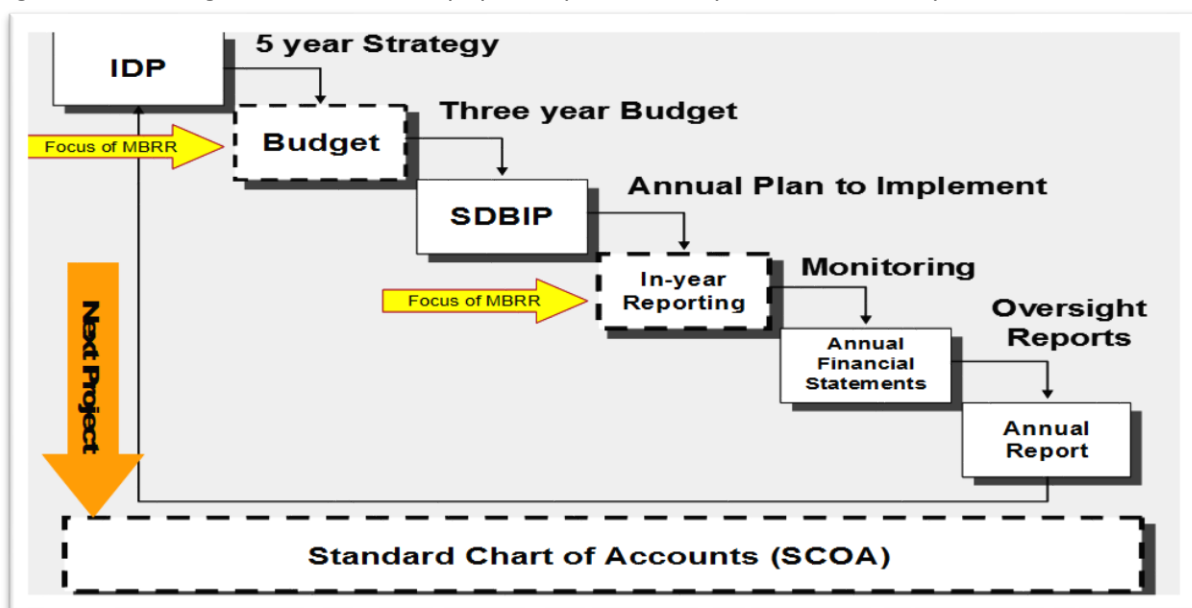 5 year Strategy
IDP
Three year Budget
Focus of MBRR
Budget
Annual Plan to Implement
SDBIP
Monitoring
In-year
Reporting
Focus of MBRR
Oversight
Reports
Next Project
Annual
Financial
Statements
Annual
Report
Standard Chart of Accounts (SCOA)